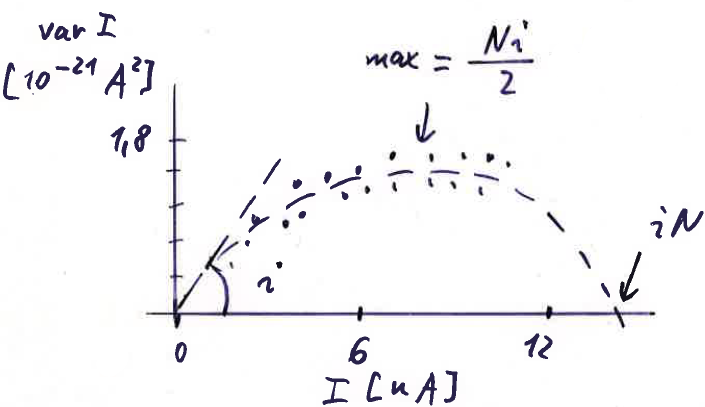 var I
[10⁻²¹ A²]
max = Ni/2
1,8
i
iN
0 6 12
I [nA]